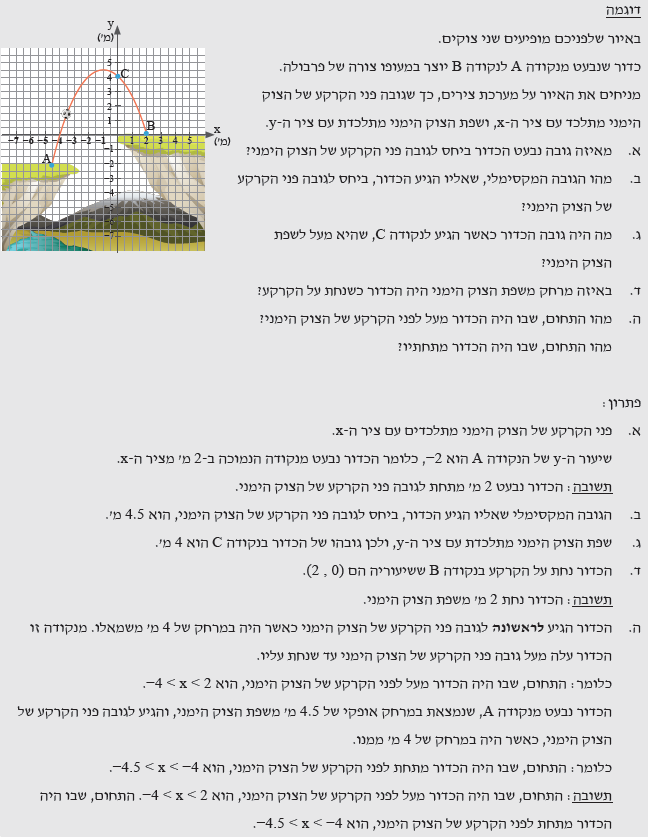 דוגמה
באיור שלפניכם מופיעים שני צוקים.
כדור שנבעט מנקודה A לנקודה B יוצר במעופו צורה של פרבולה.
מניחים את האיור על מערכת צירים, כך שגובה פני הקרקע של הצוק
הימני מתלכד עם ציר ה-x, ושפת הצוק הימני מתלכדת עם ציר ה-y.
א. מאיזה גובה נבעט הכדור ביחס לגובה פני הקרקע של הצוק הימני?
ב. מהו הגובה המקסימלי, שאליו הגיע הכדור, ביחס לגובה פני הקרקע
של הצוק הימני?
ג. מה היה גובה הכדור כאשר הגיע לנקודה C, שהיא מעל לשפת
הצוק הימני?
ד. באיזה מרחק משפת הצוק הימני היה הכדור כשנחת על הקרקע?
ה. מהו התחום, שבו היה הכדור מעל לפני הקרקע של הצוק הימני?
מהו התחום, שבו היה הכדור מתחתיו?
y
(מ')
5
4
C
3
2
1
x
(מ')
B
−7 −6 −5 −4 −3 −2 −1 1 2 3 4 5
−1
A
−2
−3
−4
−5
−6
−7
פתרון:
א. פני הקרקע של הצוק הימני מתלכדים עם ציר ה-x.
שיעור ה-y של הנקודה A הוא −2, כלומר הכדור נבעט מנקודה הנמוכה ב-2 מ' מציר ה-x.
תשובה: הכדור נבעט 2 מ' מתחת לגובה פני הקרקע של הצוק הימני.
ב. הגובה המקסימלי שאליו הגיע הכדור, ביחס לגובה פני הקרקע של הצוק הימני, הוא 4.5 מ'.
ג. שפת הצוק הימני מתלכדת עם ציר ה-y, ולכן גובהו של הכדור בנקודה C הוא 4 מ'.
ד. הכדור נחת על הקרקע בנקודה B ששיעוריה הם (2 , 0).
תשובה: הכדור נחת 2 מ' משפת הצוק הימני.
ה. הכדור הגיע לראשונה לגובה פני הקרקע של הצוק הימני כאשר היה במרחק של 4 מ' משמאלו. מנקודה זו
הכדור עלה מעל גובה פני הקרקע של הצוק הימני עד שנחת עליו.
כלומר: התחום, שבו היה הכדור מעל לפני הקרקע של הצוק הימני, הוא −4 < x < 2.
הכדור נבעט מנקודה A, שנמצאת במרחק אופקי של 4.5 מ' משפת הצוק הימני, והגיע לגובה פני הקרקע של
הצוק הימני, כאשר היה במרחק של 4 מ' ממנו.
כלומר: התחום, שבו היה הכדור מתחת לפני הקרקע של הצוק הימני, הוא −4.5 < x < −4.
תשובה: התחום, שבו היה הכדור מעל לפני הקרקע של הצוק הימני, הוא −4 < x < 2. התחום, שבו היה
הכדור מתחת לפני הקרקע של הצוק הימני, הוא −4.5 < x < −4.